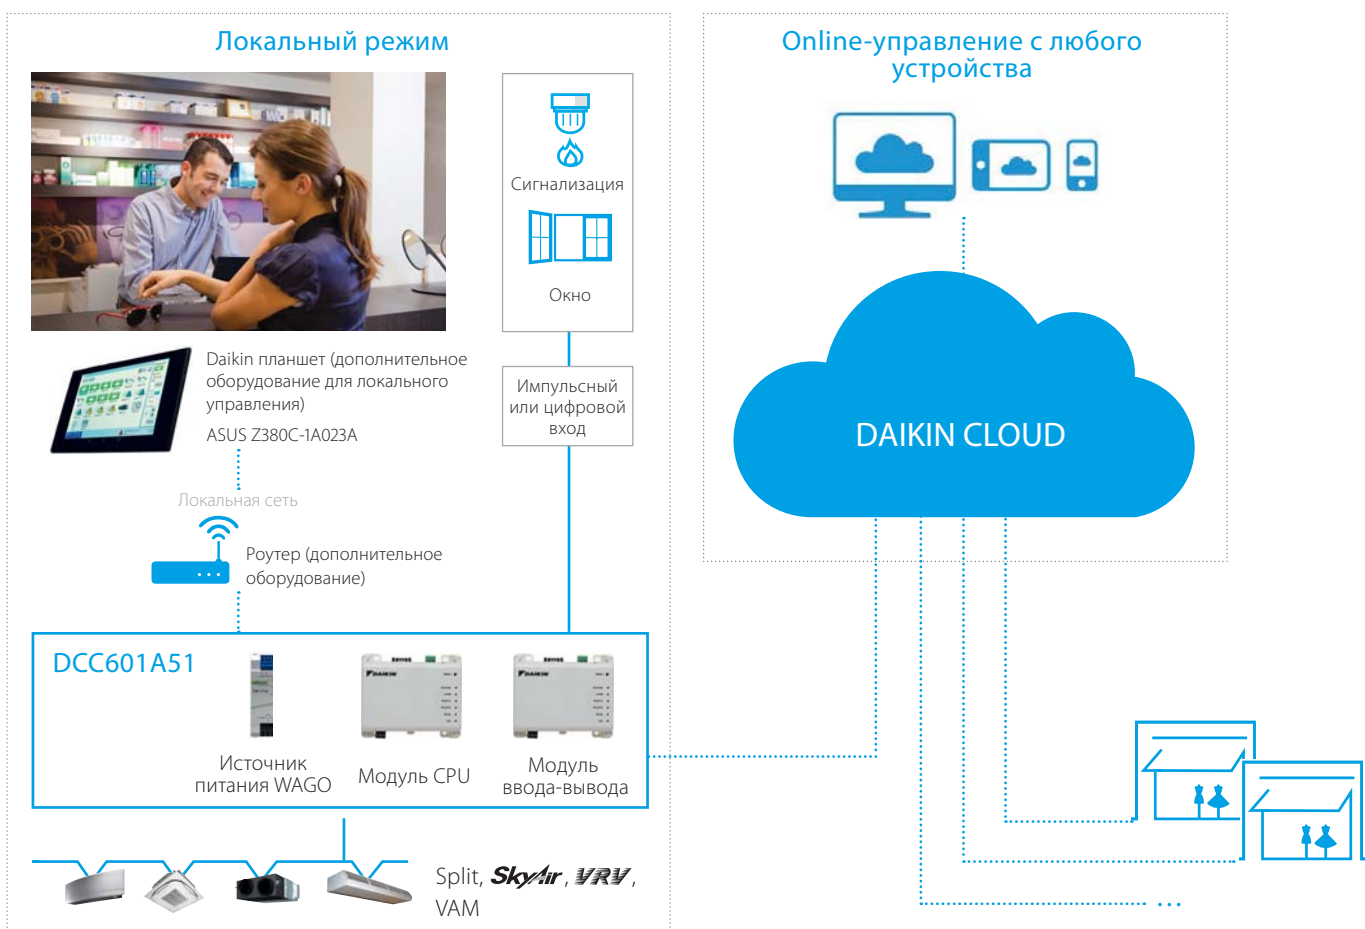 Локальный режим
Сигнализация
Окно
Daikin планшет (дополнительное
оборудование для локального
управления)
ASUS Z380C-1A023A
Импульсный
или цифровой
вход
Локальная сеть
Роутер (дополнительное
оборудование)
DCC601A51
DAIKIN
DAIKIN
Источник
питания WAGO
Модуль CPU
Модуль
ввода-вывода
Split, SkyAir, VRV,
VAM
Online-управление с любого
устройства
DAIKIN CLOUD
...